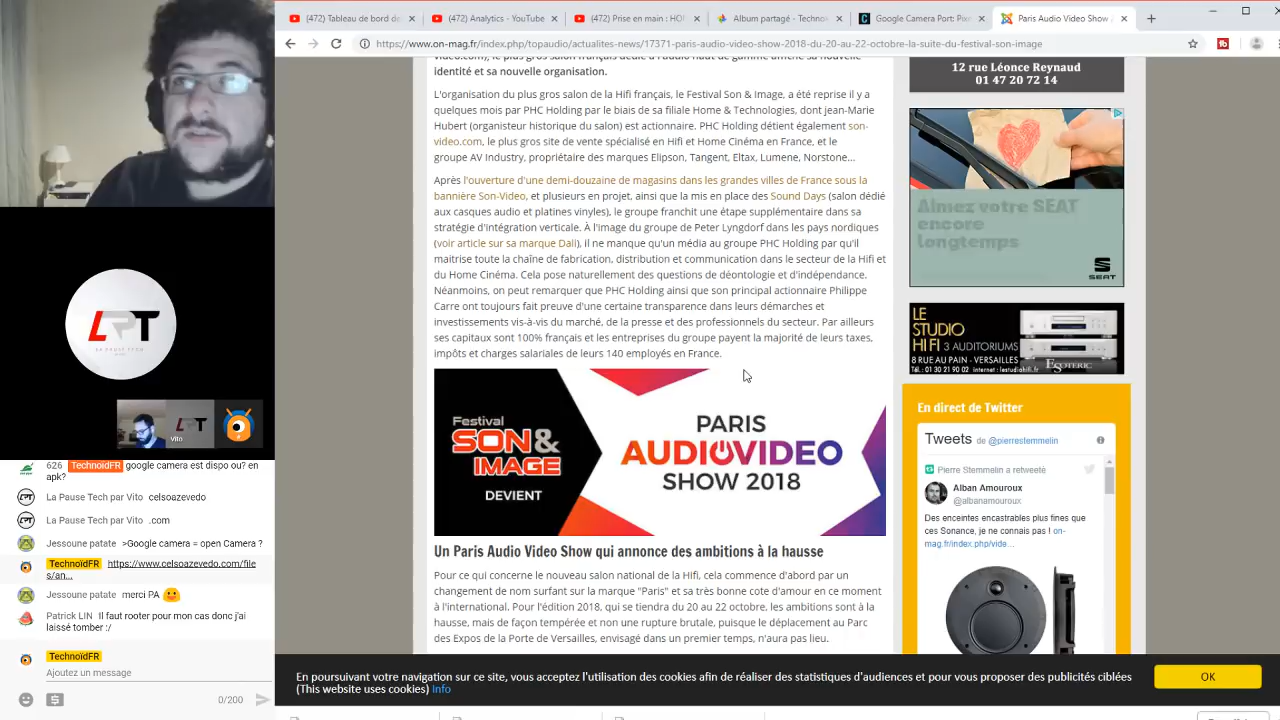 (472) Tableau de bord de
(472) Analytics - YouTube
(472) Prise en main : HO
Album partagé - Techno
Google Camera Port: Pix
Paris Audio Video Show
https://www.on-mag.fr/index.php/topaudio/actualites-news/17371-paris-audio-video-show-2018-du-20-au-22-octobre-la-suite-du-festival-son-image
identité et sa nouvelle organisation.
L'organisation du plus gros salon de la Hifi français, le Festival Son & Image, a été reprise il y a
quelques mois par PHC Holding par le biais de sa filiale Home & Technologies, dont jean-Marie
Hubert (organisteur historique du salon) est actionnaire. PHC Holding détient également son-
video.com, le plus gros site de vente spécialisé en Hifi et Home Cinéma en France, et le
groupe AV Industry, propriétaire des marques Elipson, Tangent, Eltax, Lumene, Norstone...
Après l'ouverture d'une demi-douzaine de magasins dans les grandes villes de France sous la
bannière Son-Video, et plusieurs en projet, ainsi que la mis en place des Sound Days (salon dédié
aux casques audio et platines vinyles), le groupe franchit une étape supplémentaire dans sa
stratégie d'intégration verticale. À l'image du groupe de Peter Lyngdorf dans les pays nordiques
(voir article sur sa marque Dali), il ne manque qu'un média au groupe PHC Holding par qu'il
maitrise toute la chaîne de fabrication, distribution et communication dans le secteur de la Hifi et
du Home Cinéma. Cela pose naturellement des questions de déontologie et d'indépendance.
Néanmoins, on peut remarquer que PHC Holding ainsi que son principal actionnaire Philippe
Carre ont toujours fait preuve d'une certaine transparence dans leurs démarches et
investissements vis-à-vis du marché, de la presse et des professionnels du secteur. Par ailleurs
ses capitaux sont 100% français et les entreprises du groupe payent la majorité de leurs taxes,
impôts et charges salariales de leurs 140 employés en France.
Festival
SON &
IMAGE
DEVIENT
PARIS
AUDIOVIDEO
SHOW 2018
Un Paris Audio Video Show qui annonce des ambitions à la hausse
Pour ce qui concerne le nouveau salon national de la Hifi, cela commence d'abord par un
changement de nom surfant sur la marque "Paris" et sa très bonne cote d'amour en ce moment
à l'international. Pour l'édition 2018, qui se tiendra du 20 au 22 octobre, les ambitions sont à la
hausse, mais de façon tempérée et non une rupture brutale, puisque le déplacement au Parc
des Expos de la Porte de Versailles, envisagé dans un premier temps, n'aura pas lieu.
12 rue Léonce Reynaud
01 47 20 72 14
Aimez votre SEAT
encore
longtemps
SEAT
LE
STUDIO
HIFI 3 AUDITORIUMS
8 RUE AU PAIN - VERSAILLES
Tél. : 01 30 21 90 02 internet : lestudiohifi.fr
ESOTERIC
En direct de Twitter
Tweets de @pierrestemmelin
Pierre Stemmelin a retweeté
Alban Amouroux
@albanamouroux
Des enceintes encastrables plus fines que
ces Sonance, je ne connais pas ! on-
mag.fr/index.php/vide...
En poursuivant votre navigation sur ce site, vous acceptez l'utilisation des cookies afin de réaliser des statistiques d'audiences et pour vous proposer des publicités ciblées
(This website uses cookies) Info
OK
LPT
LA PAUSE TECH
LPT
Vito
626 TechnoïdFR google camera est dispo ou? en
apk?
La Pause Tech par Vito celsoazevedo
La Pause Tech par Vito .com
Jessoune patate >Google camera = open Camera ?
TechnoïdFR https://www.celsoazevedo.com/file
s/an...
Jessoune patate merci PA
Patrick LIN Il faut rooter pour mon cas donc j'ai
laissé tomber :/
TechnoïdFR
Ajoutez un message
0/200